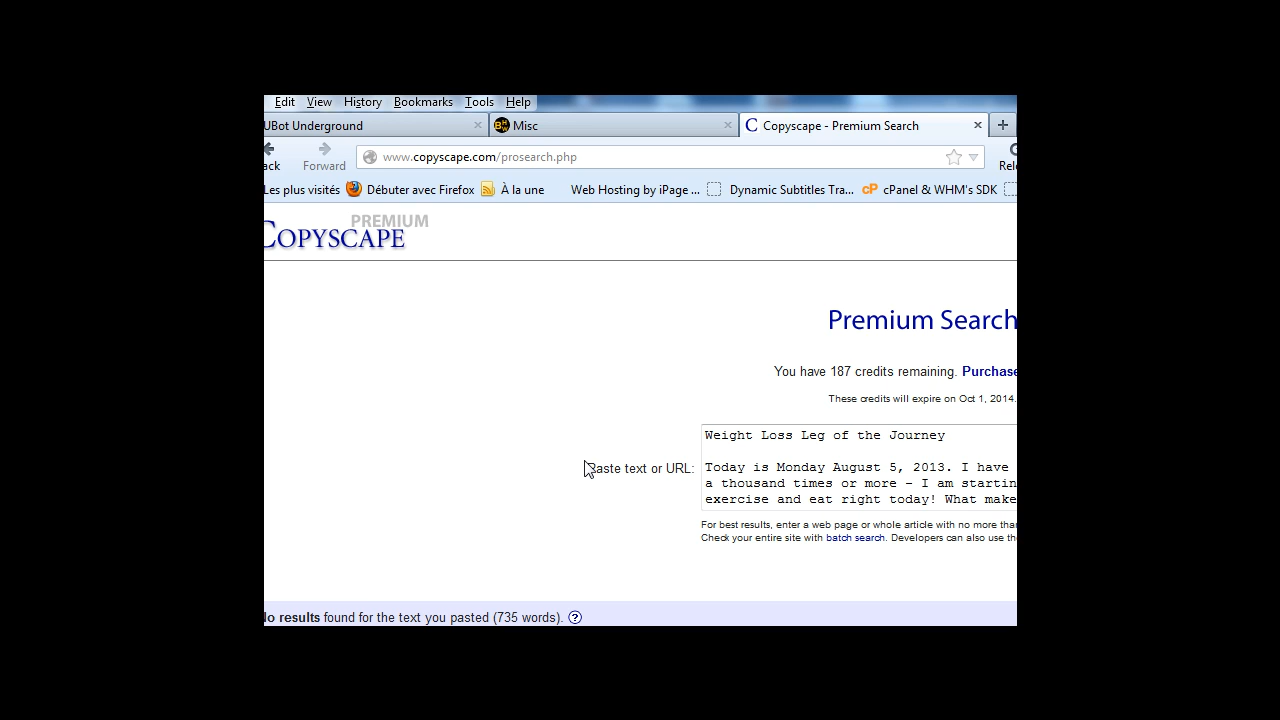 Edit View History Bookmarks Tools Help
UBot Underground Misc Copyscape - Premium Search
ack Forward www.copyscape.com/prosearch.php Relo
Les plus visités Débuter avec Firefox À la une Web Hosting by iPage ... Dynamic Subtitles Tra... cPanel & WHM's SDK
PREMIUM
COPYSCAPE
Premium Search
You have 187 credits remaining. Purchase
These credits will expire on Oct 1, 2014.
Weight Loss Leg of the Journey
Paste text or URL:
Today is Monday August 5, 2013. I have
a thousand times or more – I am startin
exercise and eat right today! What make
For best results, enter a web page or whole article with no more than
Check your entire site with batch search. Developers can also use the
No results found for the text you pasted (735 words). ?